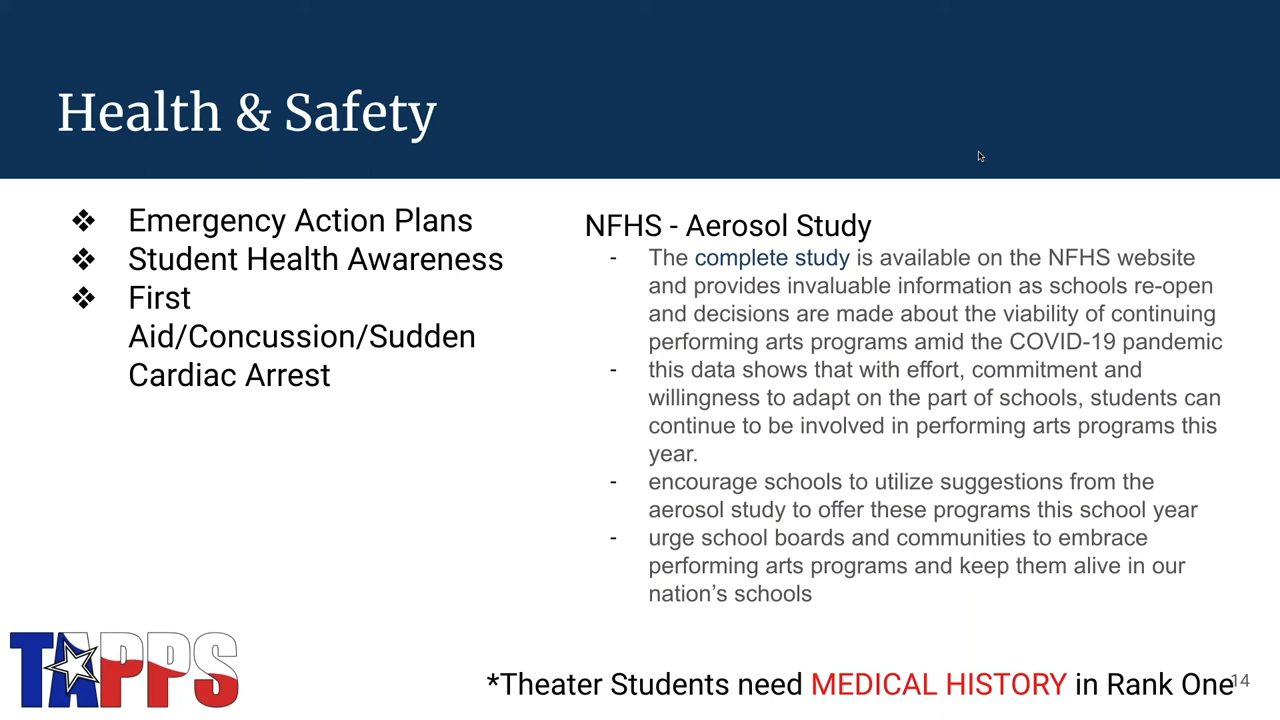 Health & Safety
❖ Emergency Action Plans
❖ Student Health Awareness
❖ First
Aid/Concussion/Sudden
Cardiac Arrest
NFHS - Aerosol Study
- The complete study is available on the NFHS website
and provides invaluable information as schools re-open
and decisions are made about the viability of continuing
performing arts programs amid the COVID-19 pandemic
- this data shows that with effort, commitment and
willingness to adapt on the part of schools, students can
continue to be involved in performing arts programs this
year.
- encourage schools to utilize suggestions from the
aerosol study to offer these programs this school year
- urge school boards and communities to embrace
performing arts programs and keep them alive in our
nation's schools
TAPPS
*Theater Students need MEDICAL HISTORY in Rank One
14